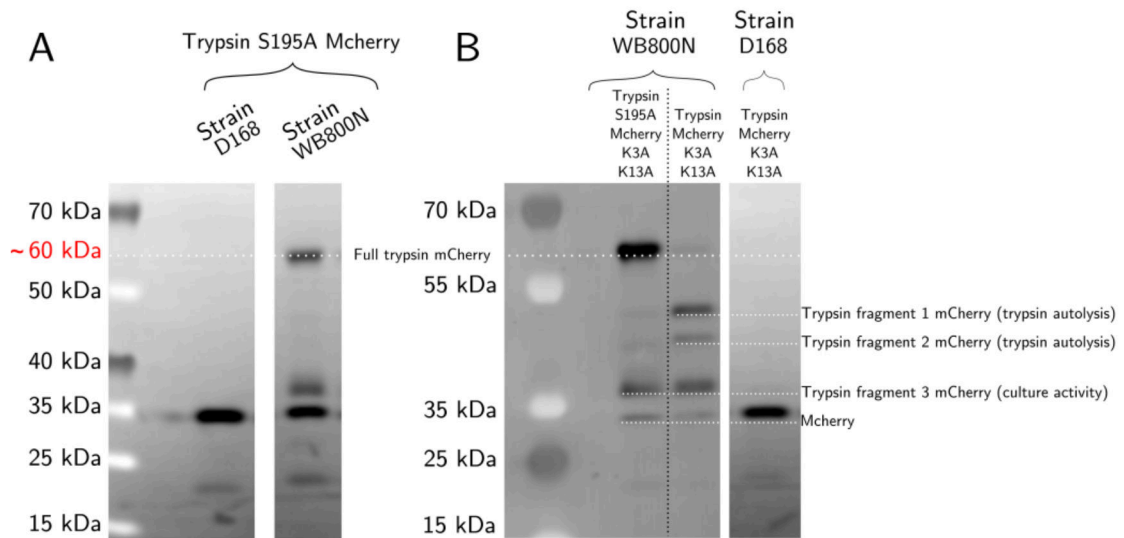 A
Trypsin S195A Mcherry
Strain
D168
Strain
WB800N
70 kDa
~ 60 kDa
50 kDa
40 kDa
35 kDa
25 kDa
15 kDa
Full trypsin mCherry
B
Strain
WB800N
Strain
D168
Trypsin
S195A
Mcherry
K3A
K13A
Trypsin
Mcherry
K3A
K13A
Trypsin
Mcherry
K3A
K13A
70 kDa
55 kDa
35 kDa
25 kDa
15 kDa
Trypsin fragment 1 mCherry (trypsin autolysis)
Trypsin fragment 2 mCherry (trypsin autolysis)
Trypsin fragment 3 mCherry (culture activity)
Mcherry